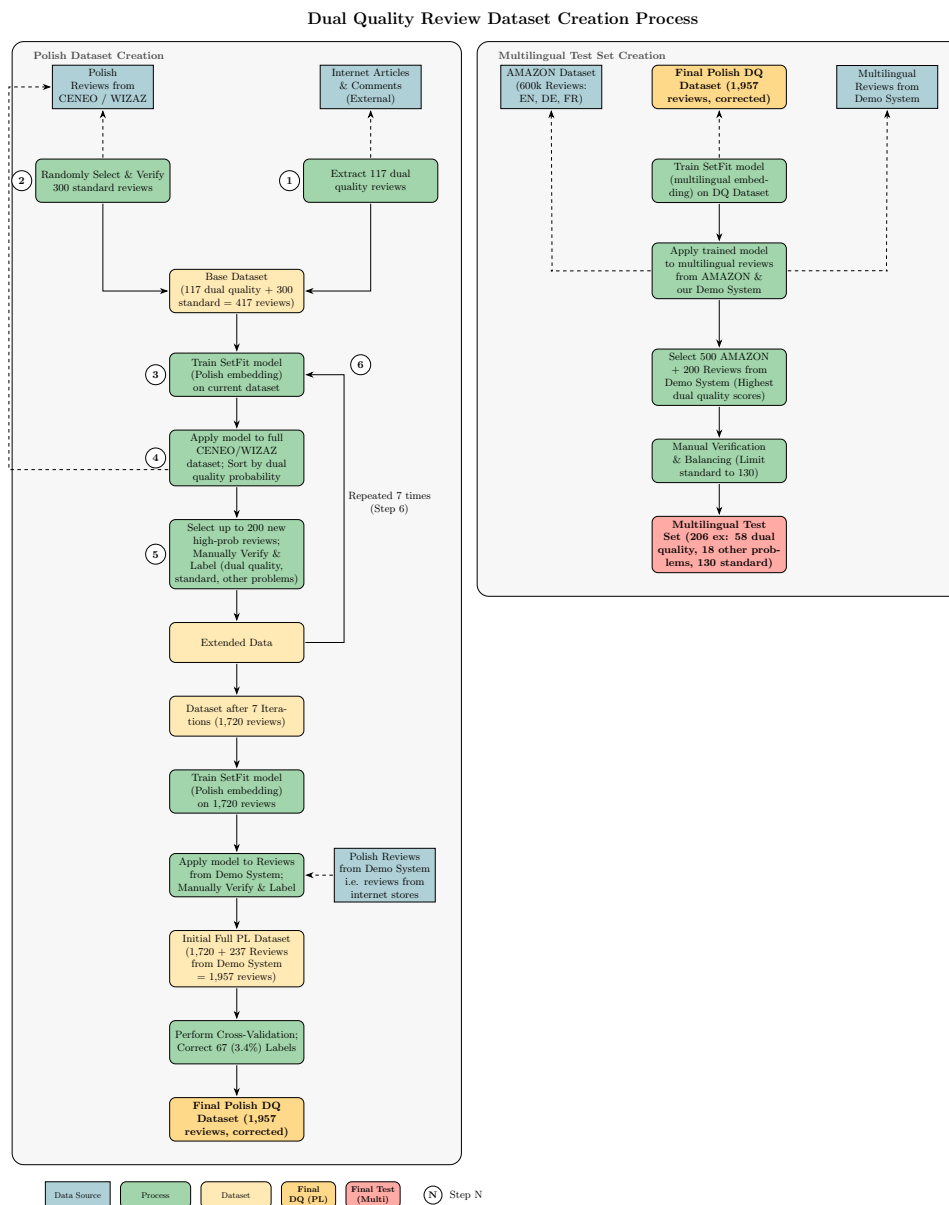 Dual Quality Review Dataset Creation Process
Polish Dataset Creation
Polish
Reviews from
CENEO / WIZAZ
Internet Articles
& Comments
(External)
2
Randomly Select & Verify
300 standard reviews
1
Extract 117 dual
quality reviews
Base Dataset
(117 dual quality + 300
standard = 417 reviews)
3
Train SetFit model
(Polish embedding)
on current dataset
6
4
Apply model to full
CENEO/WIZAZ
dataset; Sort by dual
quality probability
Repeated 7 times
(Step 6)
5
Select up to 200 new
high-prob reviews;
Manually Verify &
Label (dual quality,
standard, other problems)
Extended Data
Dataset after 7 Itera-
tions (1,720 reviews)
Train SetFit model
(Polish embedding)
on 1,720 reviews
Apply model to Reviews
from Demo System;
Manually Verify & Label
Polish Reviews
from Demo System
i.e. reviews from
internet stores
Initial Full PL Dataset
(1,720 + 237 Reviews
from Demo System
= 1,957 reviews)
Perform Cross-Validation;
Correct 67 (3.4%) Labels
Final Polish DQ
Dataset (1,957
reviews, corrected)
Multilingual Test Set Creation
AMAZON Dataset
(600k Reviews:
EN, DE, FR)
Final Polish DQ
Dataset (1,957
reviews, corrected)
Multilingual
Reviews from
Demo System
Train SetFit model
(multilingual embed-
ding) on DQ Dataset
Apply trained model
to multilingual reviews
from AMAZON &
our Demo System
Select 500 AMAZON
+ 200 Reviews from
Demo System (Highest
dual quality scores)
Manual Verification
& Balancing (Limit
standard to 130)
Multilingual Test
Set (206 ex: 58 dual
quality, 18 other prob-
lems, 130 standard)
Data Source
Process
Dataset
Final
DQ (PL)
Final Test
(Multi)
N Step N